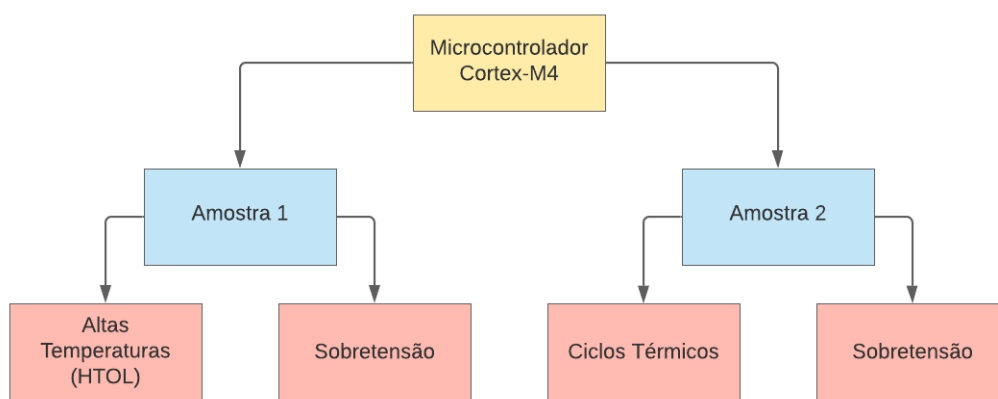 Microcontrolador
Cortex-M4
Amostra 1
Amostra 2
Altas
Temperaturas
(HTOL)
Sobretensão
Ciclos Térmicos
Sobretensão